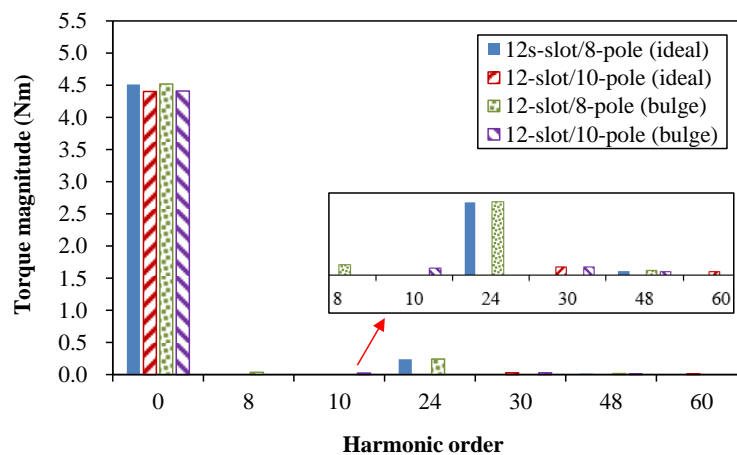 5.5
5.0
4.5
4.0
3.5
3.0
2.5
2.0
1.5
1.0
0.5
0.0
Torque magnitude (Nm)
12s-slot/8-pole (ideal)
12-slot/10-pole (ideal)
12-slot/8-pole (bulge)
12-slot/10-pole (bulge)
8 10 24 30 48 60
0 8 10 24 30 48 60
Harmonic order